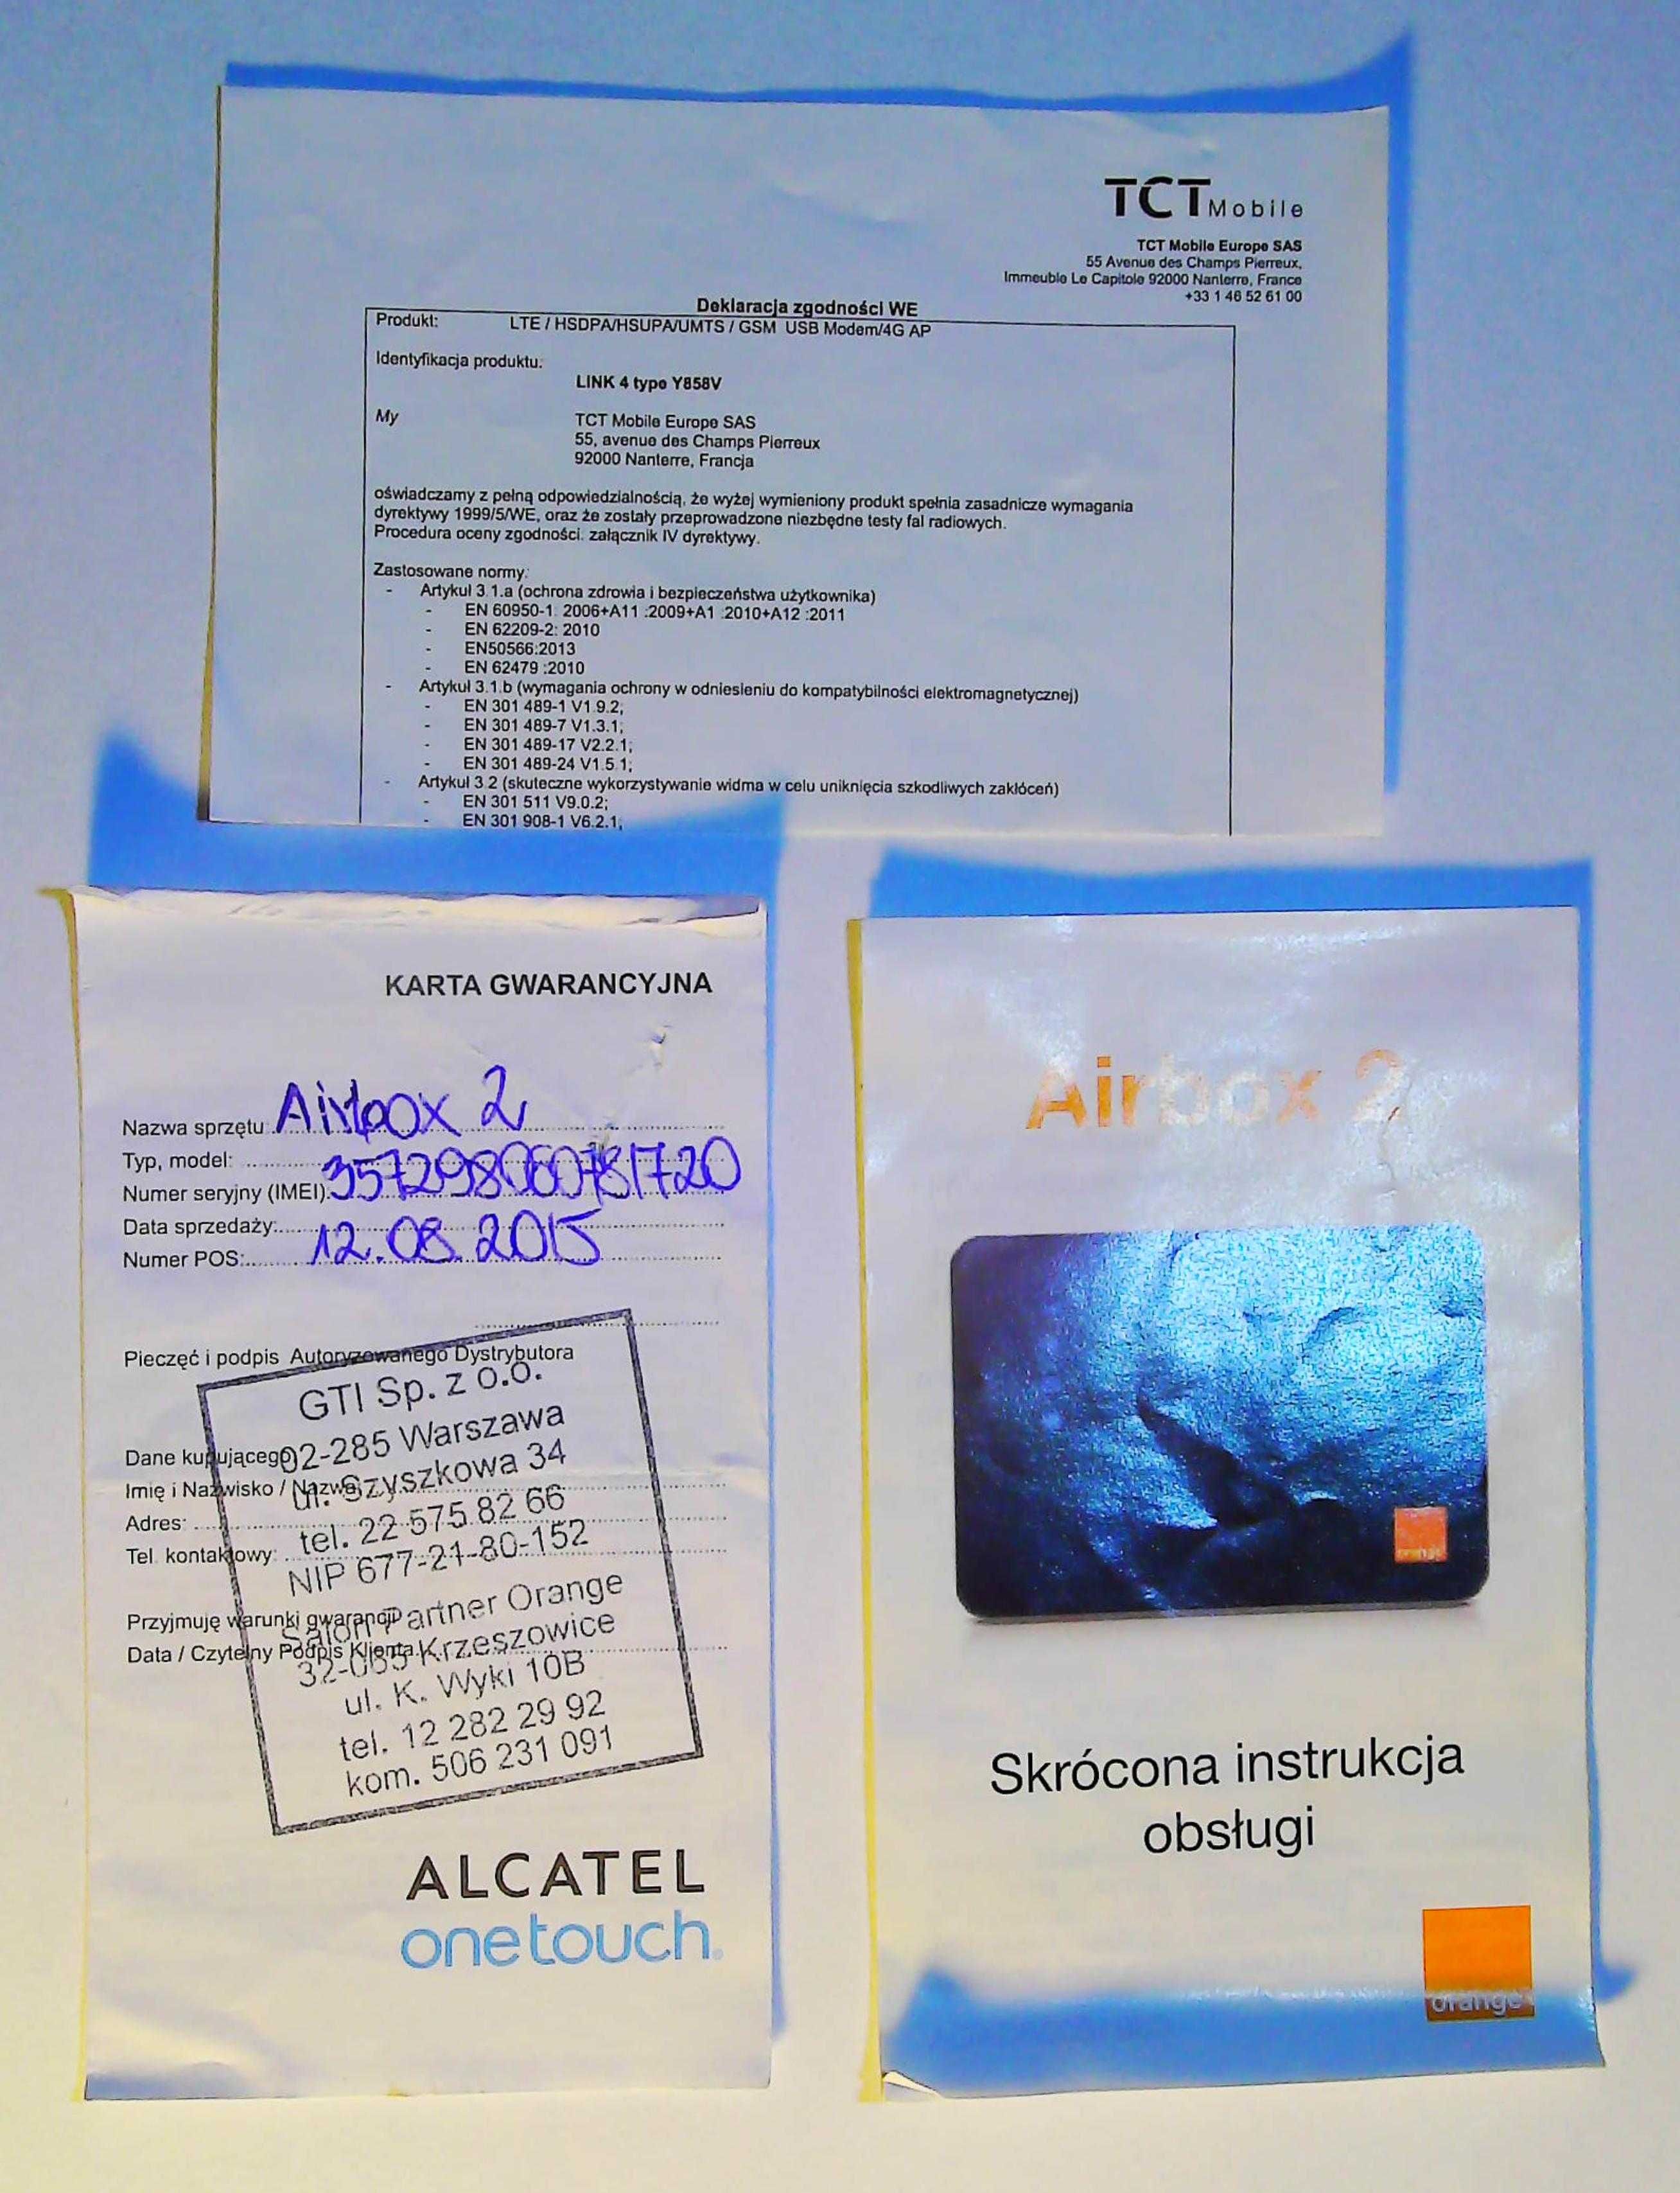 TCT Mobile
TCT Mobile Europe SAS
55 Avenue des Champs Pierreux,
Immeuble Le Capitole 92000 Nanterre, France
+33 1 46 52 61 00
Deklaracja zgodności WE
Produkt: LTE / HSDPA/HSUPA/UMTS / GSM USB Modem/4G AP
Identyfikacja produktu:
LINK 4 type Y858V
My TCT Mobile Europe SAS
55, avenue des Champs Pierreux
92000 Nanterre, Francja
oświadczamy z pełną odpowiedzialnością, że wyżej wymieniony produkt spełnia zasadnicze wymagania
dyrektywy 1999/5/WE, oraz że zostały przeprowadzone niezbędne testy fal radiowych.
Procedura oceny zgodności: załącznik IV dyrektywy.
Zastosowane normy:
- Artykuł 3.1.a (ochrona zdrowia i bezpieczeństwa użytkownika)
- EN 60950-1: 2006+A11 :2009+A1 :2010+A12 :2011
- EN 62209-2: 2010
- EN50566:2013
- EN 62479 :2010
- Artykuł 3.1.b (wymagania ochrony w odniesieniu do kompatybilności elektromagnetycznej)
- EN 301 489-1 V1.9.2;
- EN 301 489-7 V1.3.1;
- EN 301 489-17 V2.2.1;
- EN 301 489-24 V1.5.1;
- Artykuł 3.2 (skuteczne wykorzystywanie widma w celu uniknięcia szkodliwych zakłóceń)
- EN 301 511 V9.0.2;
- EN 301 908-1 V6.2.1;
KARTA GWARANCYJNA
Nazwa sprzętu: Airbox 2
Typ, model:
Numer seryjny (IMEI): 357298060781720
Data sprzedaży: 12.08.2015
Numer POS:
Pieczęć i podpis Autoryzowanego Dystrybutora
GTI Sp. z o.o.
02-285 Warszawa
ul. Szyszkowa 34
tel. 22 575 82 66
NIP 677-21-80-152
Salon Partner Orange
32-065 Krzeszowice
ul. K. Wyki 10B
tel. 12 282 29 92
kom. 506 231 091
Dane kupującego
Imię i Nazwisko / Nazwa:
Adres:
Tel. kontaktowy:
Przyjmuję warunki gwarancji
Data / Czytelny Podpis Klienta
ALCATEL
onetouch.
Airbox 2
orange
Skrócona instrukcja
obsługi
orange